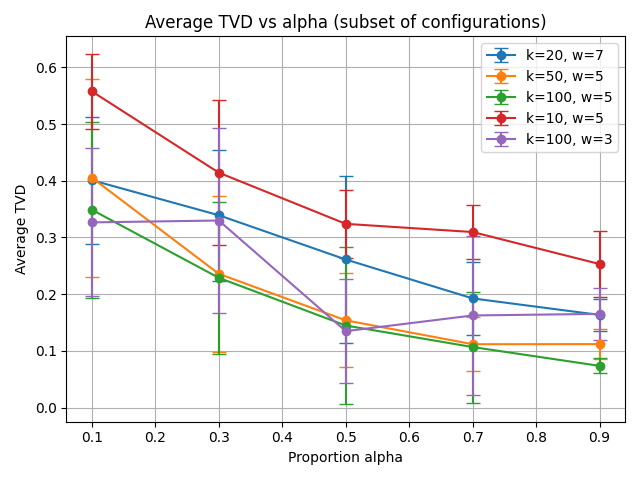 Average TVD vs alpha (subset of configurations)
k=20, w=7
k=50, w=5
k=100, w=5
k=10, w=5
k=100, w=3
Average TVD
0.6
0.5
0.4
0.3
0.2
0.1
0.0
0.1 0.2 0.3 0.4 0.5 0.6 0.7 0.8 0.9
Proportion alpha